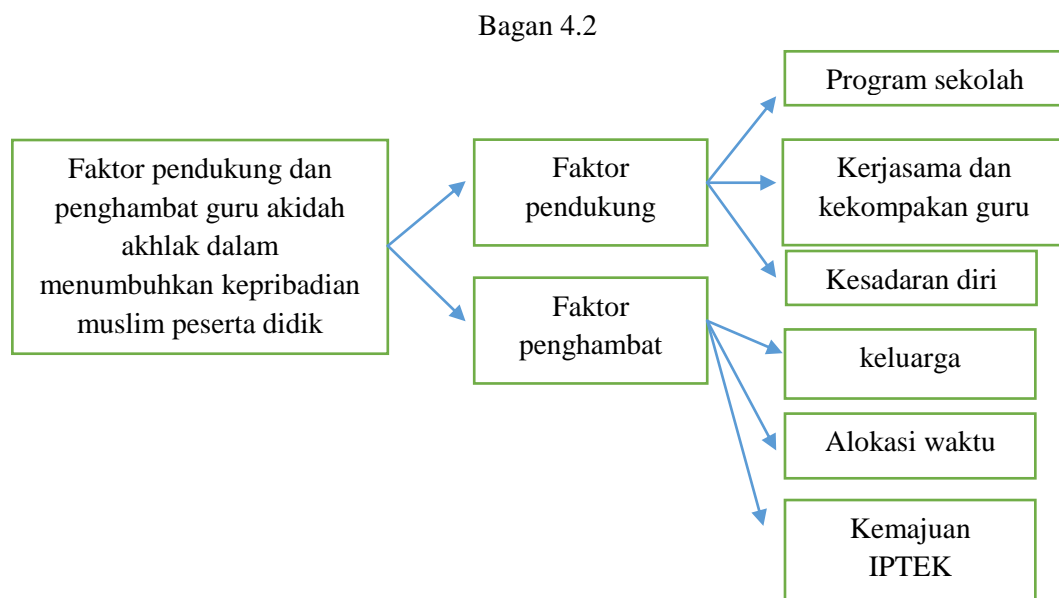 Bagan 4.2
Faktor pendukung dan
penghambat guru akidah
akhlak dalam
menumbuhkan kepribadian
muslim peserta didik
Faktor
pendukung
Program sekolah
Kerjasama dan
kekompakan guru
Kesadaran diri
Faktor
penghambat
keluarga
Alokasi waktu
Kemajuan
IPTEK